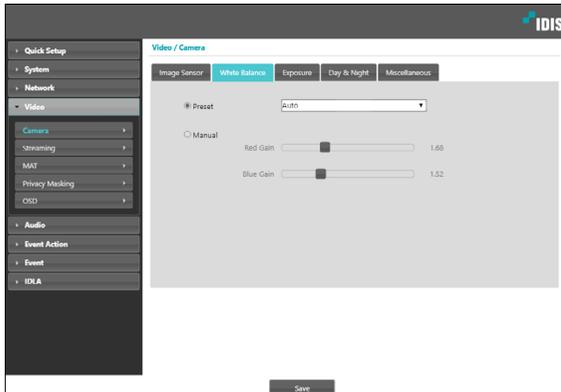 IDIS
Quick Setup
System
Network
Video
Camera
Streaming
MAT
Privacy Masking
OSD
Audio
Event Action
Event
IDLA
Video / Camera
Image Sensor White Balance Exposure Day & Night Miscellaneous
Preset Auto
Manual
Red Gain 1.68
Blue Gain 1.52
Save